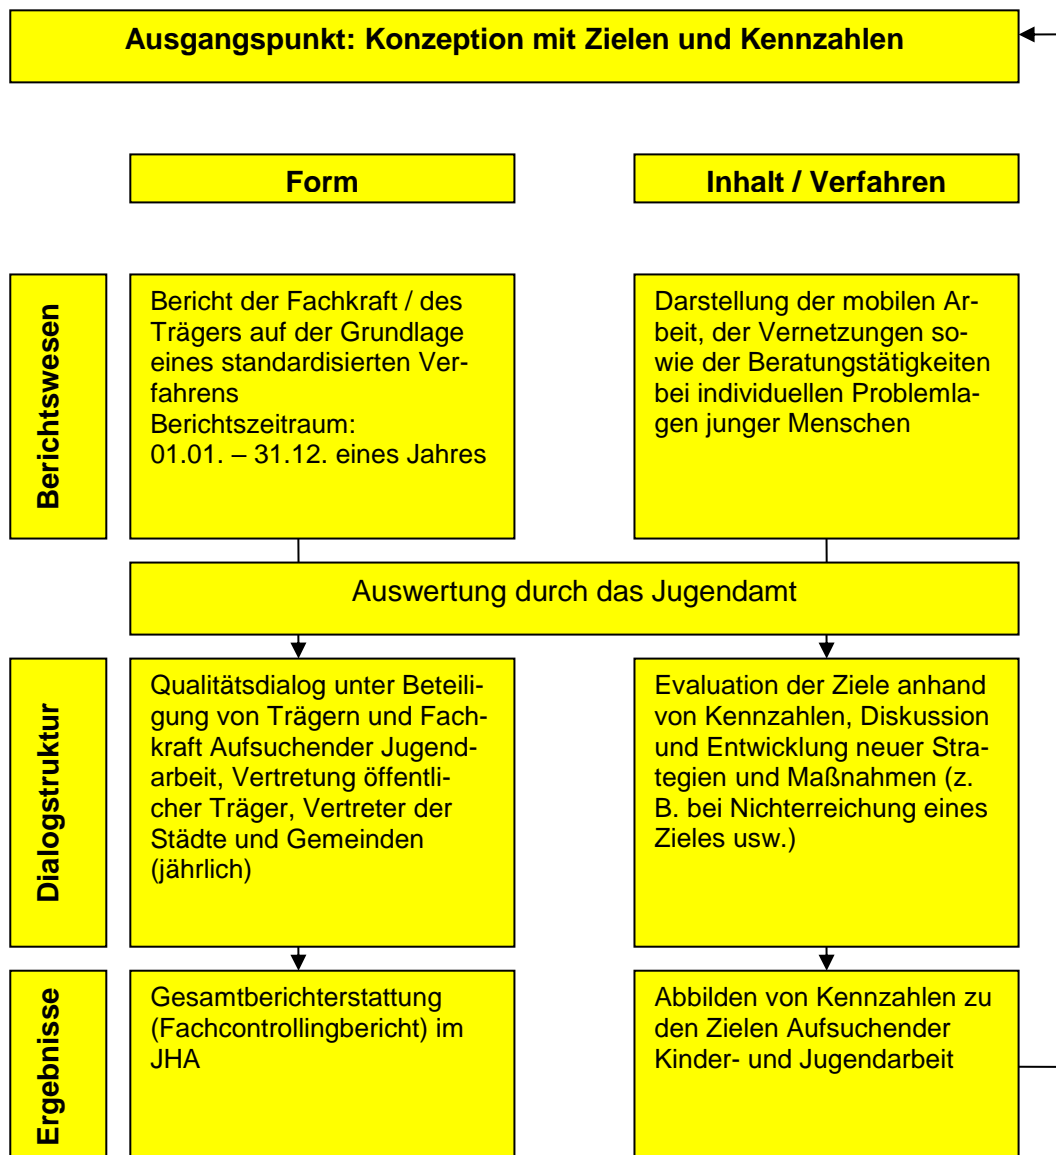 Ausgangspunkt: Konzeption mit Zielen und Kennzahlen
Form
Inhalt / Verfahren
Berichtswesen
Bericht der Fachkraft / des
Trägers auf der Grundlage
eines standardisierten Ver-
fahrens
Berichtszeitraum:
01.01. – 31.12. eines Jahres
Darstellung der mobilen Ar-
beit, der Vernetzungen so-
wie der Beratungstätigkeiten
bei individuellen Problemla-
gen junger Menschen
Auswertung durch das Jugendamt
Dialogstruktur
Qualitätsdialog unter Beteili-
gung von Trägern und Fach-
kraft Aufsuchender Jugend-
arbeit, Vertretung öffentli-
cher Träger, Vertreter der
Städte und Gemeinden
(jährlich)
Evaluation der Ziele anhand
von Kennzahlen, Diskussion
und Entwicklung neuer Stra-
tegien und Maßnahmen (z.
B. bei Nichterreichung eines
Zieles usw.)
Ergebnisse
Gesamtberichterstattung
(Fachcontrollingbericht) im
JHA
Abbilden von Kennzahlen zu
den Zielen Aufsuchender
Kinder- und Jugendarbeit